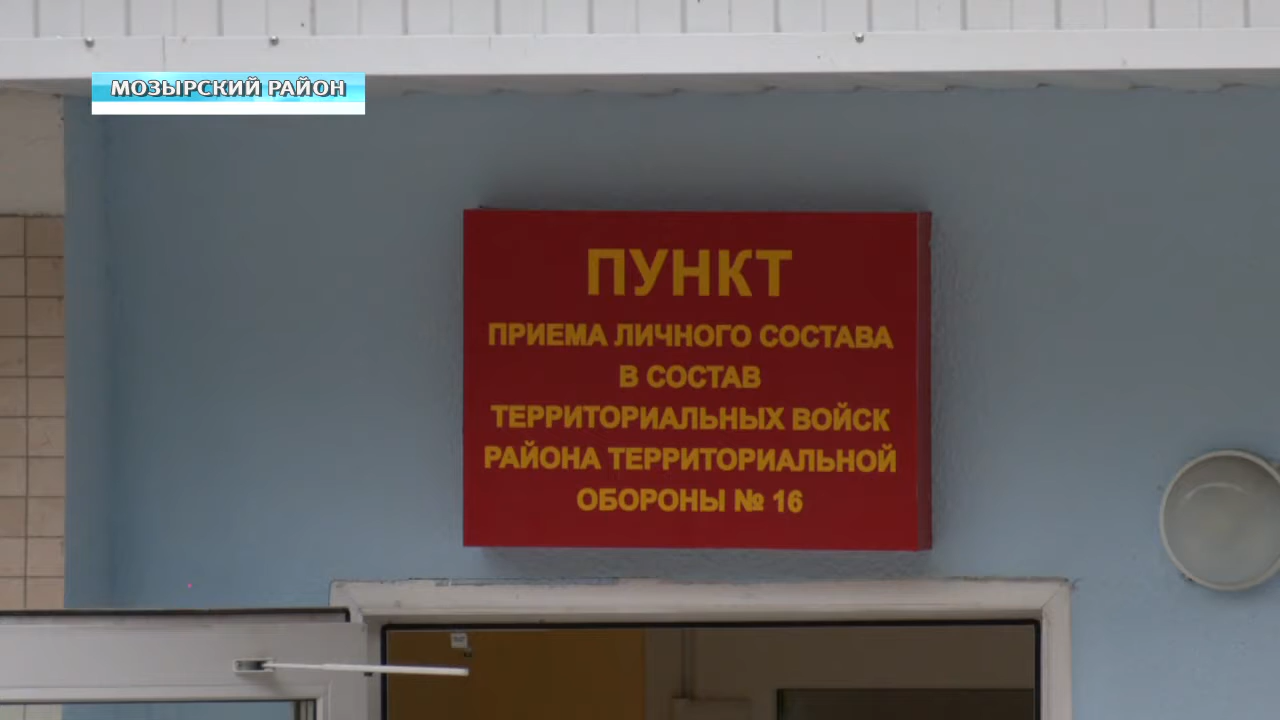 МОЗЫРСКИЙ РАЙОН
ПУНКТ
ПРИЕМА ЛИЧНОГО СОСТАВА
В СОСТАВ
ТЕРРИТОРИАЛЬНЫХ ВОЙСК
РАЙОНА ТЕРРИТОРИАЛЬНОЙ
ОБОРОНЫ № 16